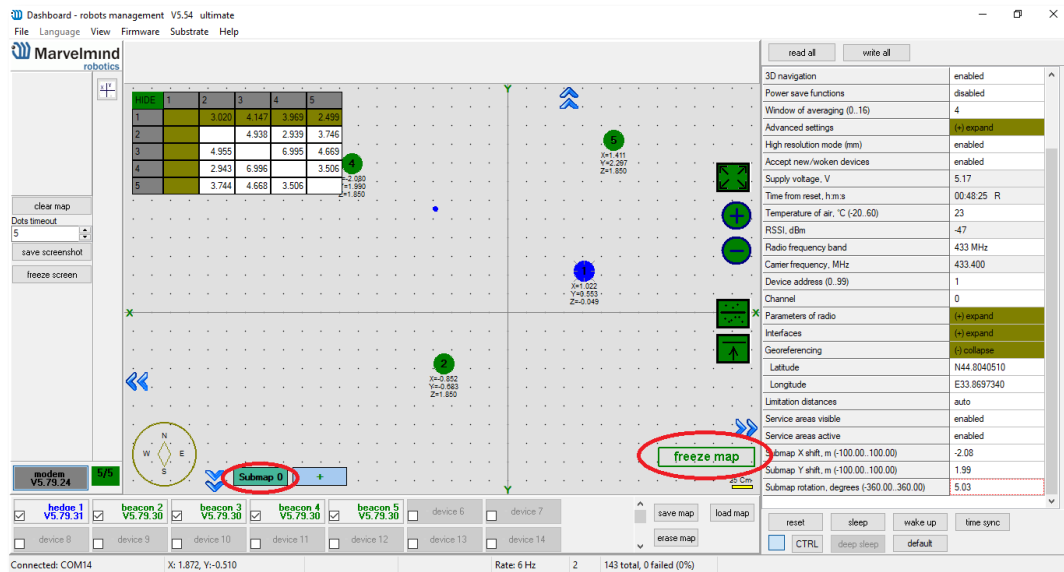 Dashboard - robots management V5.54 ultimate
File Language View Firmware Substrate Help
Marvelmind
robotics
HIDE 1 2 3 4 5
1 3.020 4.147 3.969 2.499
2 4.938 2.939 3.746
3 4.955 6.995 4.669
4 2.943 6.996 3.506
5 3.744 4.668 3.506
Y
4
-2.080
Y=1.990
Z=1.850
5
X=1.411
Y=2.267
Z=1.850
1
X=1.022
Y=9.553
Z=-0.049
X
X
2
X=-0.852
Y=-0.683
Z=1.850
clear map
Dots timeout
5
save screenshot
freeze screen
N
W E
S
Submap 0
+
Y
freeze map
25 Cm
modem
V5.79.24
5/5
hedge 1
V5.79.31
beacon 2
V5.79.30
beacon 3
V5.79.30
beacon 4
V5.79.30
beacon 5
V5.79.30
device 6
device 7
device 8
device 9
device 10
device 11
device 12
device 13
device 14
save map
load map
erase map
Connected: COM14
X: 1.872, Y:-0.510
Rate: 6 Hz
2
143 total, 0 failed (0%)
read all
write all
3D navigation enabled
Power save functions disabled
Window of averaging (0..16) 4
Advanced settings (+) expand
High resolution mode (mm) enabled
Accept new/woken devices enabled
Supply voltage, V 5.17
Time from reset, h:m:s 00:48:25 R
Temperature of air, °C (-20..60) 23
RSSI, dBm -47
Radio frequency band 433 MHz
Carrier frequency, MHz 433.400
Device address (0..99) 1
Channel 0
Parameters of radio (+) expand
Interfaces (+) expand
Georeferencing (-) collapse
Latitude N44.8040510
Longitude E33.8697340
Limitation distances auto
Service areas visible enabled
Service areas active enabled
Submap X shift, m (-100.00..100.00) -2.08
Submap Y shift, m (-100.00..100.00) 1.99
Submap rotation, degrees (-360.00..360.00) 5.03
reset
sleep
wake up
time sync
CTRL
deep sleep
default